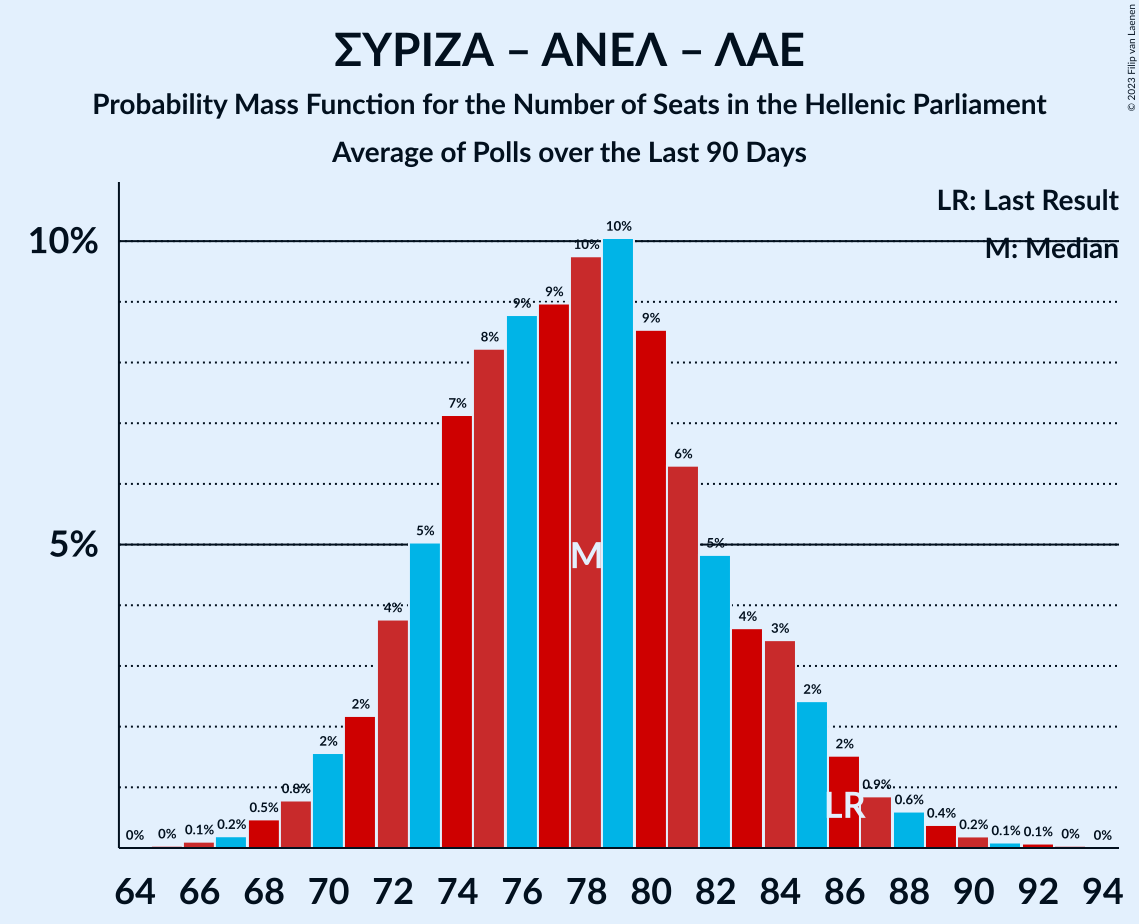 ΣΥΡΙΖΑ – ΑΝΕΛ – ΛΑΕ
Probability Mass Function for the Number of Seats in the Hellenic Parliament
Average of Polls over the Last 90 Days
© 2023 Filip van Laenen
LR: Last Result
M: Median
10%
5%
0% 0% 0.1% 0.2% 0.5% 0.8% 2% 2% 4% 5% 7% 8% 9% 9% 10% 10% 9% 6% 5% 4% 3% 2% 2% 0.9% 0.6% 0.4% 0.2% 0.1% 0.1% 0% 0%
M
LR
64 66 68 70 72 74 76 78 80 82 84 86 88 90 92 94